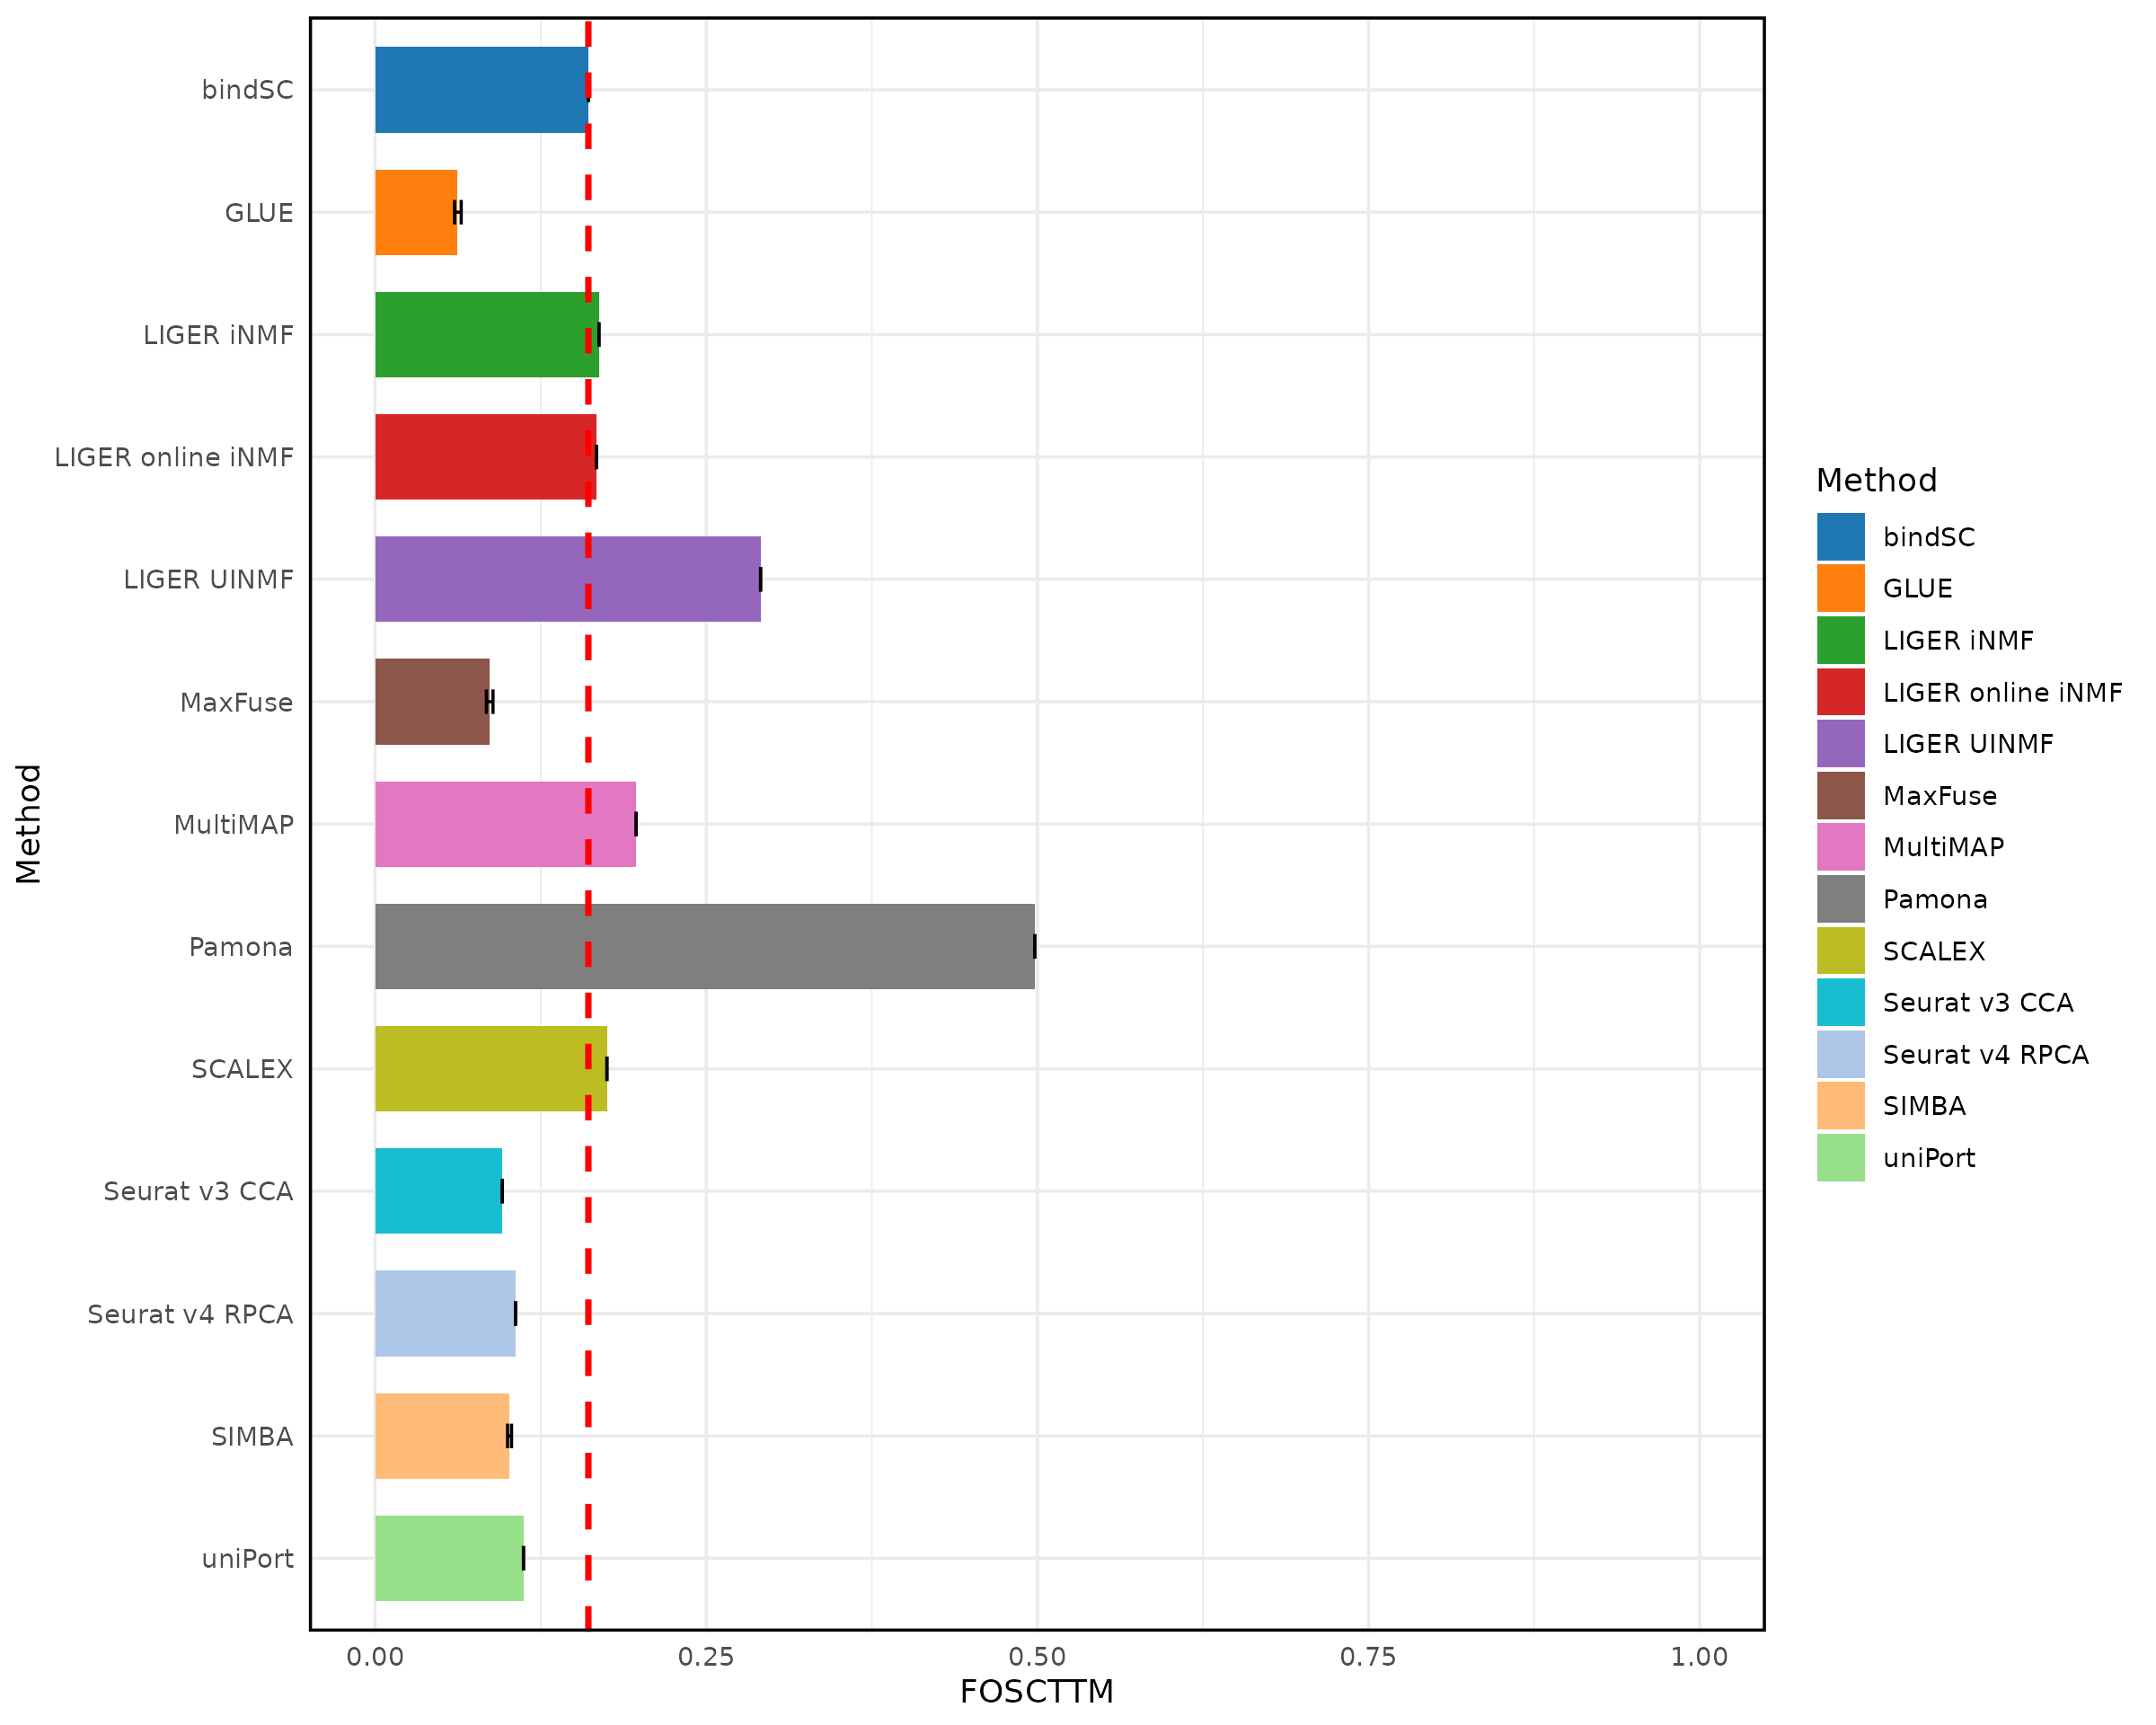 bindSC
GLUE
LIGER iNMF
LIGER online iNMF
LIGER UINMF
MaxFuse
MultiMAP
Pamona
SCALEX
Seurat v3 CCA
Seurat v4 RPCA
SIMBA
uniPort
Method
0.00 0.25 0.50 0.75 1.00
FOSCTTM
Method
bindSC
GLUE
LIGER iNMF
LIGER online iNMF
LIGER UINMF
MaxFuse
MultiMAP
Pamona
SCALEX
Seurat v3 CCA
Seurat v4 RPCA
SIMBA
uniPort